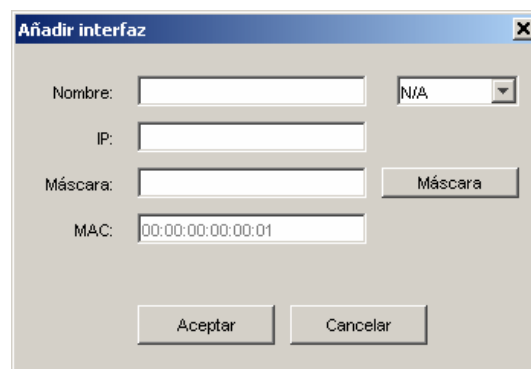 Añadir interfaz
Nombre: N/A
IP:
Máscara: Máscara
MAC: 00:00:00:00:00:01
Aceptar Cancelar